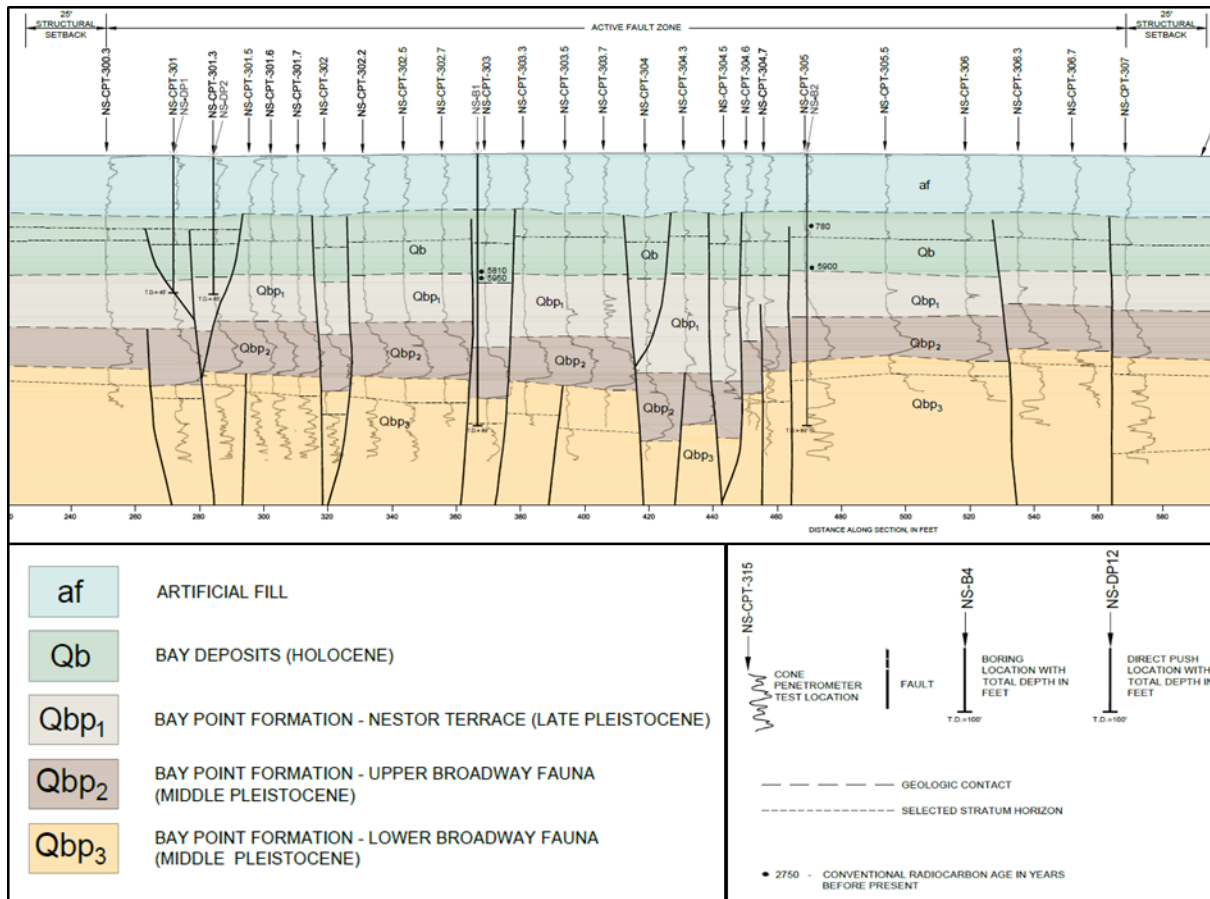 25'
STRUCTURAL
SETBACK
ACTIVE FAULT ZONE
25'
STRUCTURAL
SETBACK
NS-CPT-300.3
NS-CPT-301
NS-DP1
NS-CPT-301.3
NS-DP2
NS-CPT-301.5
NS-CPT-301.6
NS-CPT-301.7
NS-CPT-302
NS-CPT-302.2
NS-CPT-302.5
NS-CPT-302.7
NS-B1
NS-CPT-303
NS-CPT-303.3
NS-CPT-303.5
NS-CPT-303.7
NS-CPT-304
NS-CPT-304.3
NS-CPT-304.5
NS-CPT-304.6
NS-CPT-304.7
NS-CPT-305
NS-B2
NS-CPT-305.5
NS-CPT-306
NS-CPT-306.3
NS-CPT-306.7
NS-CPT-307
af
780
Qb
Qb
Qb
5810
5900
Qbp1
Qbp1
Qbp1
Qbp1
Qbp1
Qbp2
Qbp2
Qbp2
Qbp2
Qbp2
Qbp3
Qbp3
Qbp3
240 260 280 300 320 340 360 380 400 420 440 460 480 500 520 540 560 580
DISTANCE ALONG SECTION, IN FEET
af ARTIFICIAL FILL
Qb BAY DEPOSITS (HOLOCENE)
Qbp1 BAY POINT FORMATION - NESTOR TERRACE (LATE PLEISTOCENE)
Qbp2 BAY POINT FORMATION - UPPER BROADWAY FAUNA
(MIDDLE PLEISTOCENE)
Qbp3 BAY POINT FORMATION - LOWER BROADWAY FAUNA
(MIDDLE PLEISTOCENE)
NS-CPT-315
CONE
PENETROMETER
TEST LOCATION
FAULT
NS-B4
BORING
LOCATION WITH
TOTAL DEPTH IN
FEET
T.D.=100'
NS-DP12
DIRECT PUSH
LOCATION WITH
TOTAL DEPTH IN
FEET
T.D.=100'
GEOLOGIC CONTACT
SELECTED STRATUM HORIZON
2750 - CONVENTIONAL RADIOCARBON AGE IN YEARS
BEFORE PRESENT